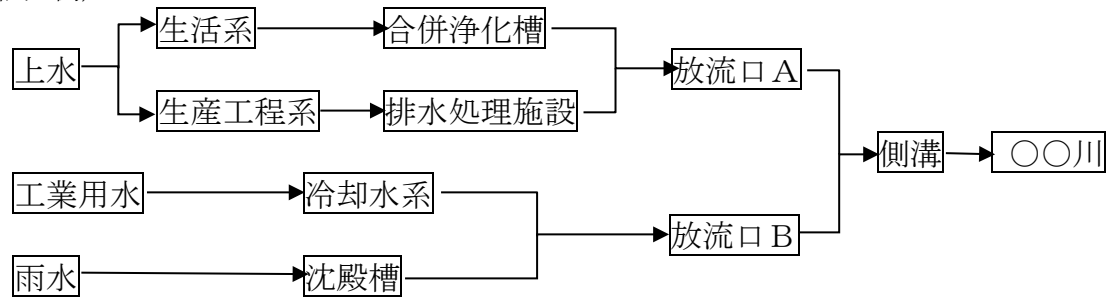 生活系
合併浄化槽
上水
放流口A
生産工程系
排水処理施設
側溝
○○川
工業用水
冷却水系
放流口B
雨水
沈殿槽